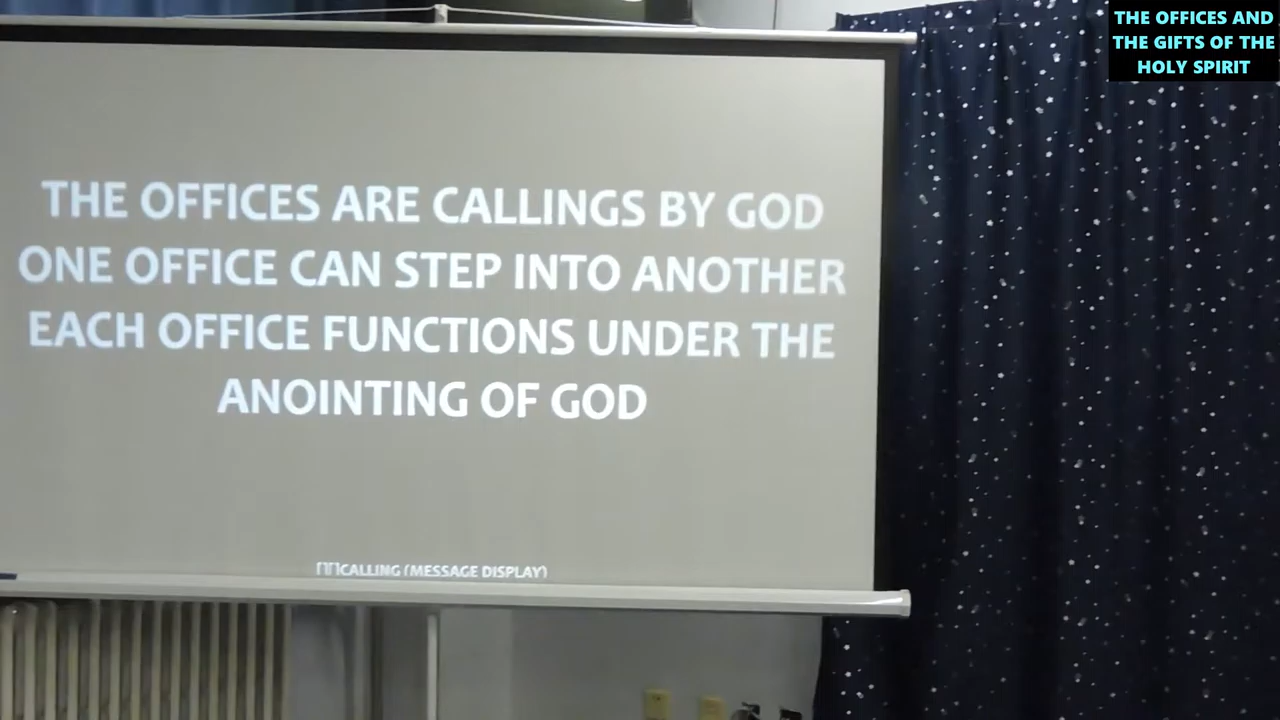 THE OFFICES AND
THE GIFTS OF THE
HOLY SPIRIT
THE OFFICES ARE CALLINGS BY GOD
ONE OFFICE CAN STEP INTO ANOTHER
EACH OFFICE FUNCTIONS UNDER THE
ANOINTING OF GOD
CALLING (MESSAGE DISPLAY)